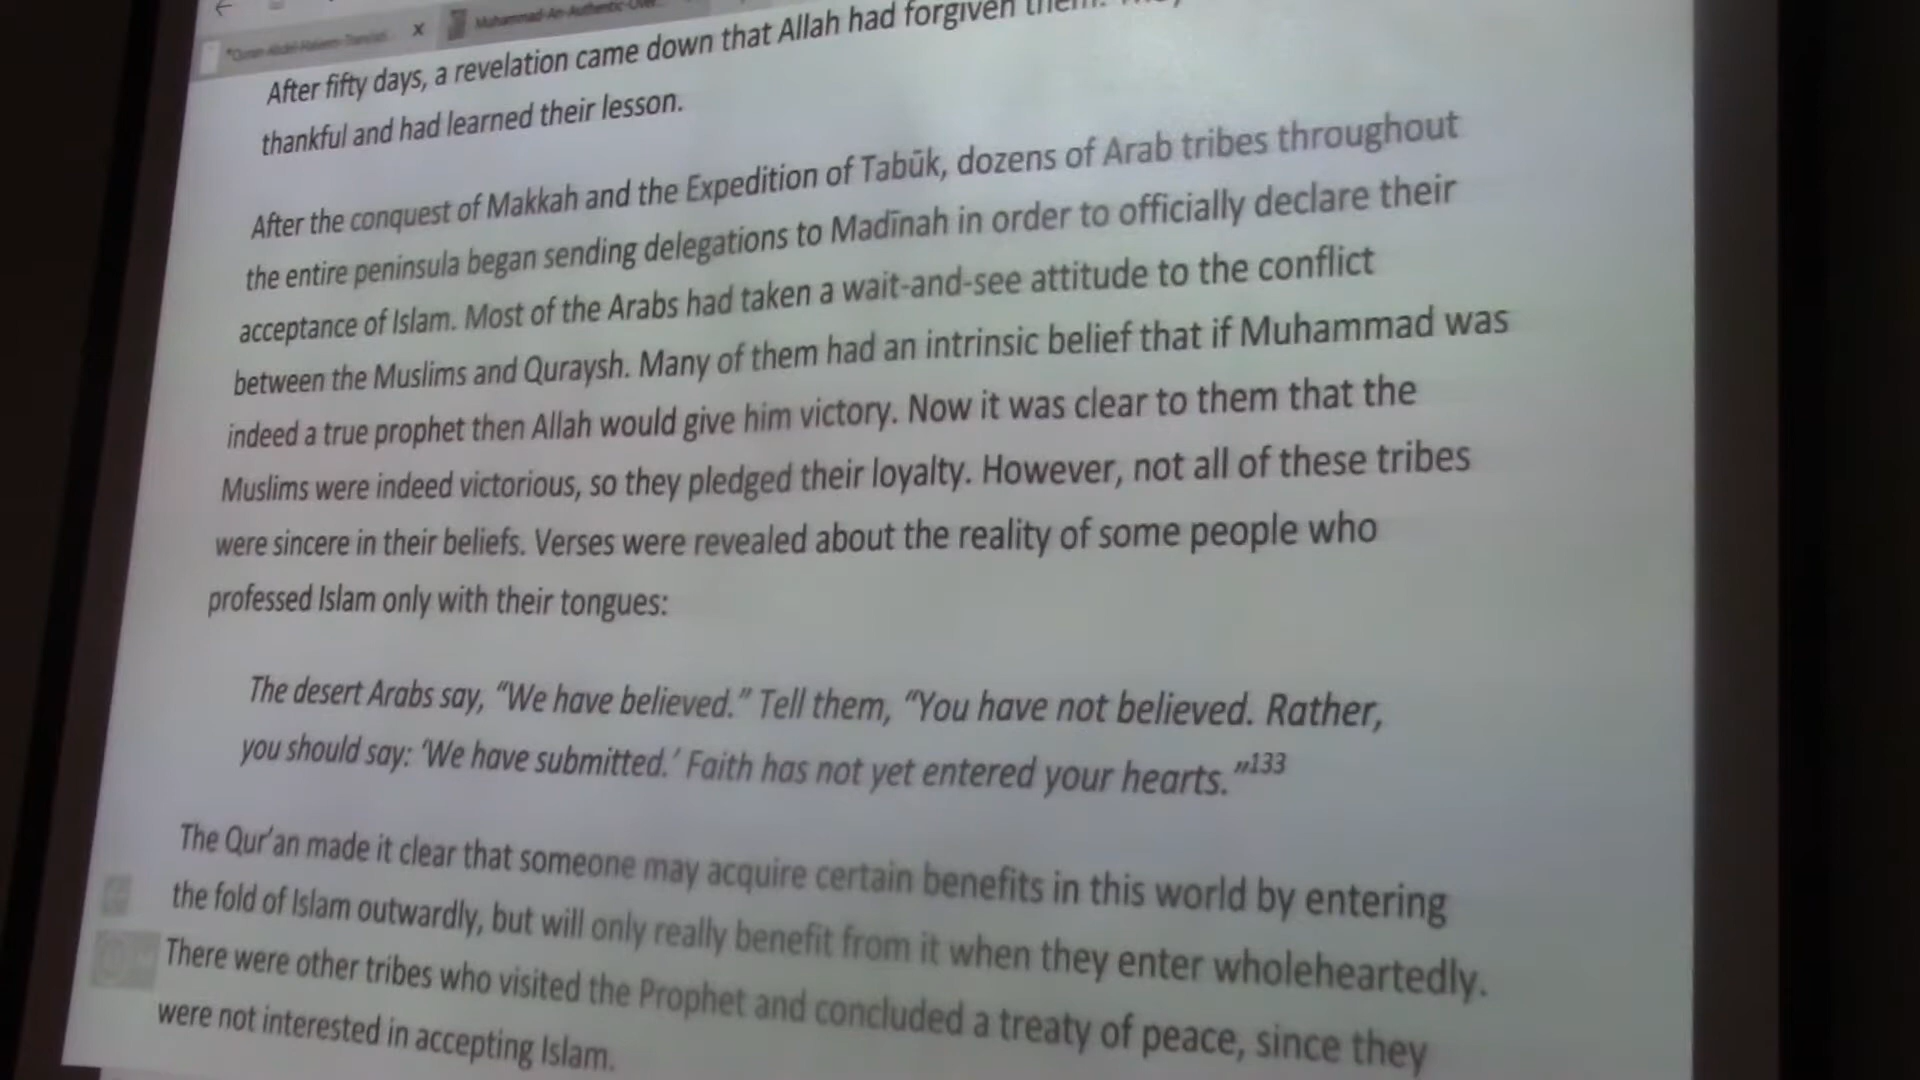 Muhammad-An-Authentic-Over...
After fifty days, a revelation came down that Allah had forgiven them.
thankful and had learned their lesson.
After the conquest of Makkah and the Expedition of Tabūk, dozens of Arab tribes throughout
the entire peninsula began sending delegations to Madīnah in order to officially declare their
acceptance of Islam. Most of the Arabs had taken a wait-and-see attitude to the conflict
between the Muslims and Quraysh. Many of them had an intrinsic belief that if Muhammad was
indeed a true prophet then Allah would give him victory. Now it was clear to them that the
Muslims were indeed victorious, so they pledged their loyalty. However, not all of these tribes
were sincere in their beliefs. Verses were revealed about the reality of some people who
professed Islam only with their tongues:
The desert Arabs say, “We have believed.” Tell them, “You have not believed. Rather,
you should say: ‘We have submitted.’ Faith has not yet entered your hearts.”133
The Qur’an made it clear that someone may acquire certain benefits in this world by entering
the fold of Islam outwardly, but will only really benefit from it when they enter wholeheartedly.
There were other tribes who visited the Prophet and concluded a treaty of peace, since they
were not interested in accepting Islam.